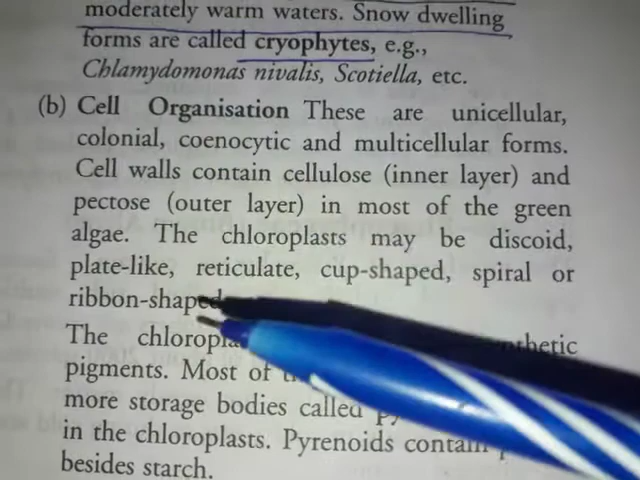 moderately warm waters. Snow dwelling
forms are called cryophytes, e.g.,
Chlamydomonas nivalis, Scotiella, etc.
(b) Cell Organisation These are unicellular,
colonial, coenocytic and multicellular forms.
Cell walls contain cellulose (inner layer) and
pectose (outer layer) in most of the green
algae. The chloroplasts may be discoid,
plate-like, reticulate, cup-shaped, spiral or
ribbon-shaped
The
pigments. Most of
more storage bodies called
in the chloroplasts. Pyrenoids contain
besides starch.